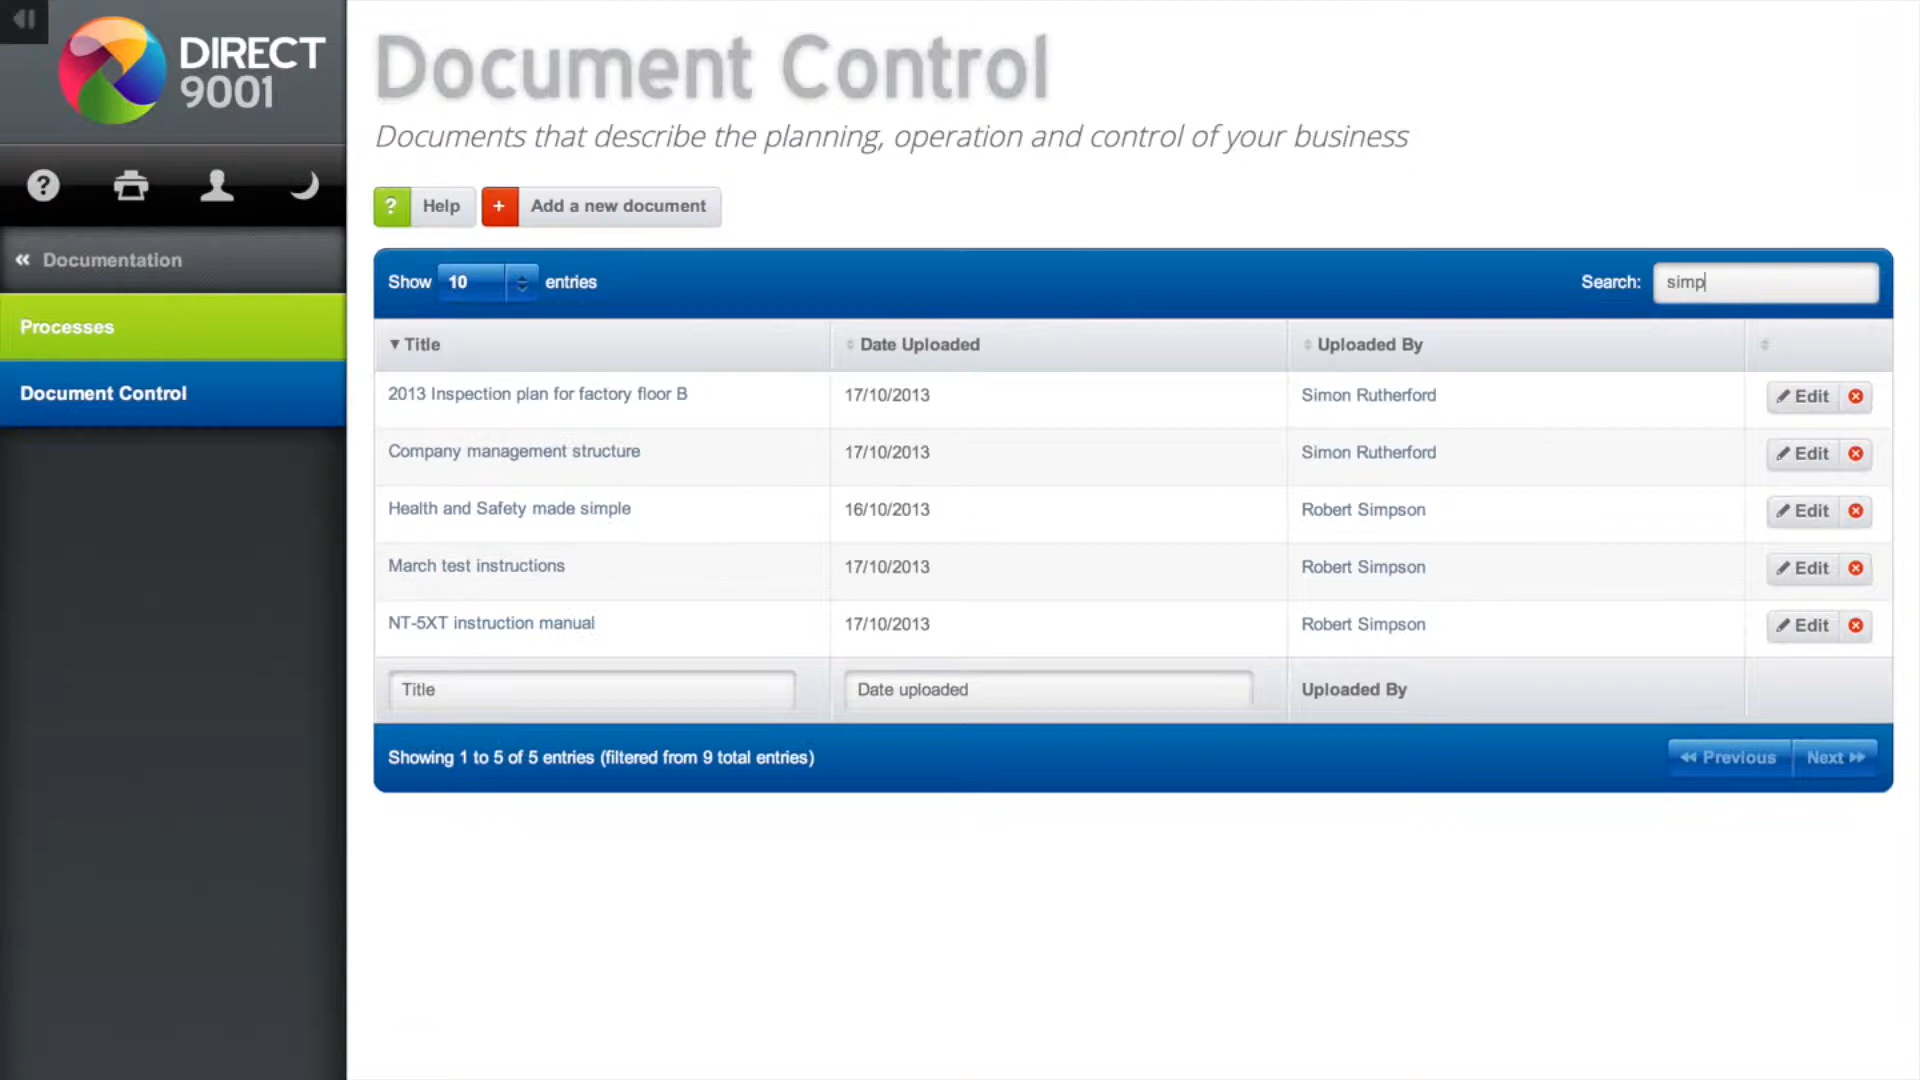 DIRECT
9001
Document Control
Documents that describe the planning, operation and control of your business
? Help + Add a new document
« Documentation
Processes
Document Control
Show 10 entries Search: simp
Title Date Uploaded Uploaded By
2013 Inspection plan for factory floor B 17/10/2013 Simon Rutherford Edit
Company management structure 17/10/2013 Simon Rutherford Edit
Health and Safety made simple 16/10/2013 Robert Simpson Edit
March test instructions 17/10/2013 Robert Simpson Edit
NT-5XT instruction manual 17/10/2013 Robert Simpson Edit
Title Date uploaded Uploaded By
Showing 1 to 5 of 5 entries (filtered from 9 total entries) Previous Next